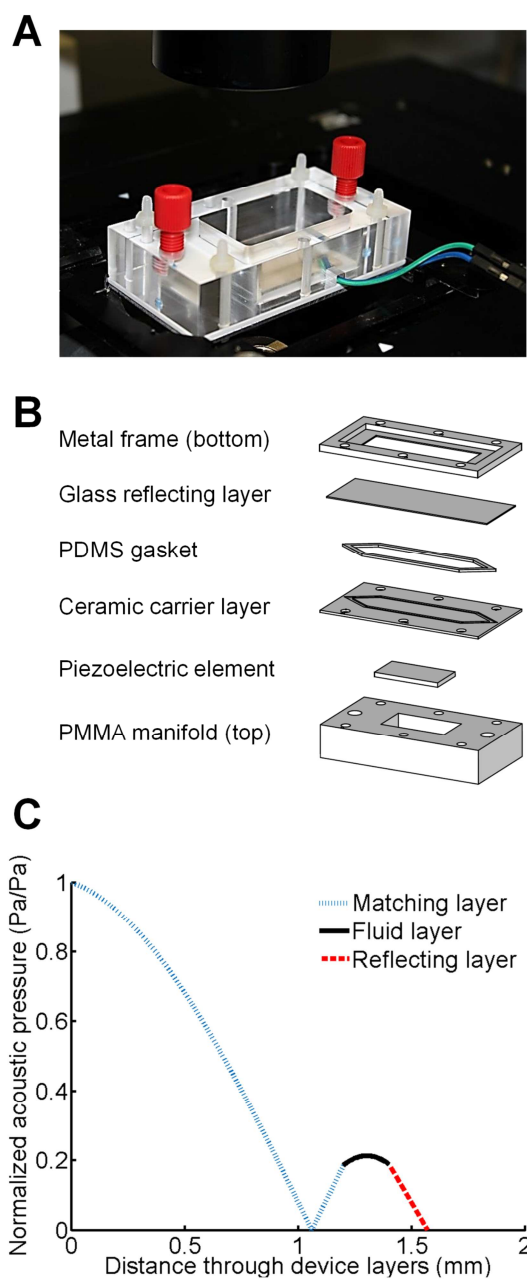 A
B
Metal frame (bottom)
Glass reflecting layer
PDMS gasket
Ceramic carrier layer
Piezoelectric element
PMMA manifold (top)
C
Normalized acoustic pressure (Pa/Pa)
1
0.8
0.6
0.4
0.2
0
Matching layer
Fluid layer
Reflecting layer
0 0.5 1 1.5 2
Distance through device layers (mm)